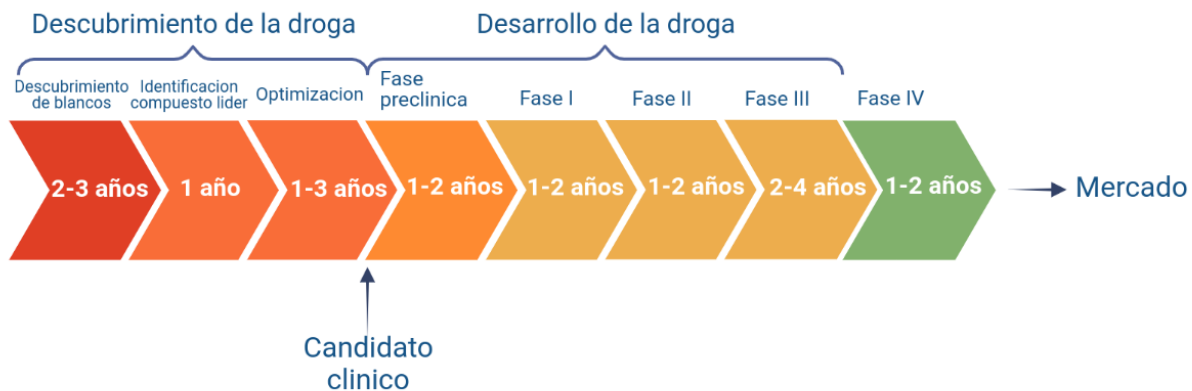 Descubrimiento de la droga
Desarrollo de la droga
Descubrimiento
de blancos
Identificacion
compuesto lider
Optimizacion
Fase
preclinica
Fase I
Fase II
Fase III
Fase IV
2-3 años
1 año
1-3 años
1-2 años
1-2 años
1-2 años
2-4 años
1-2 años
Mercado
Candidato
clinico